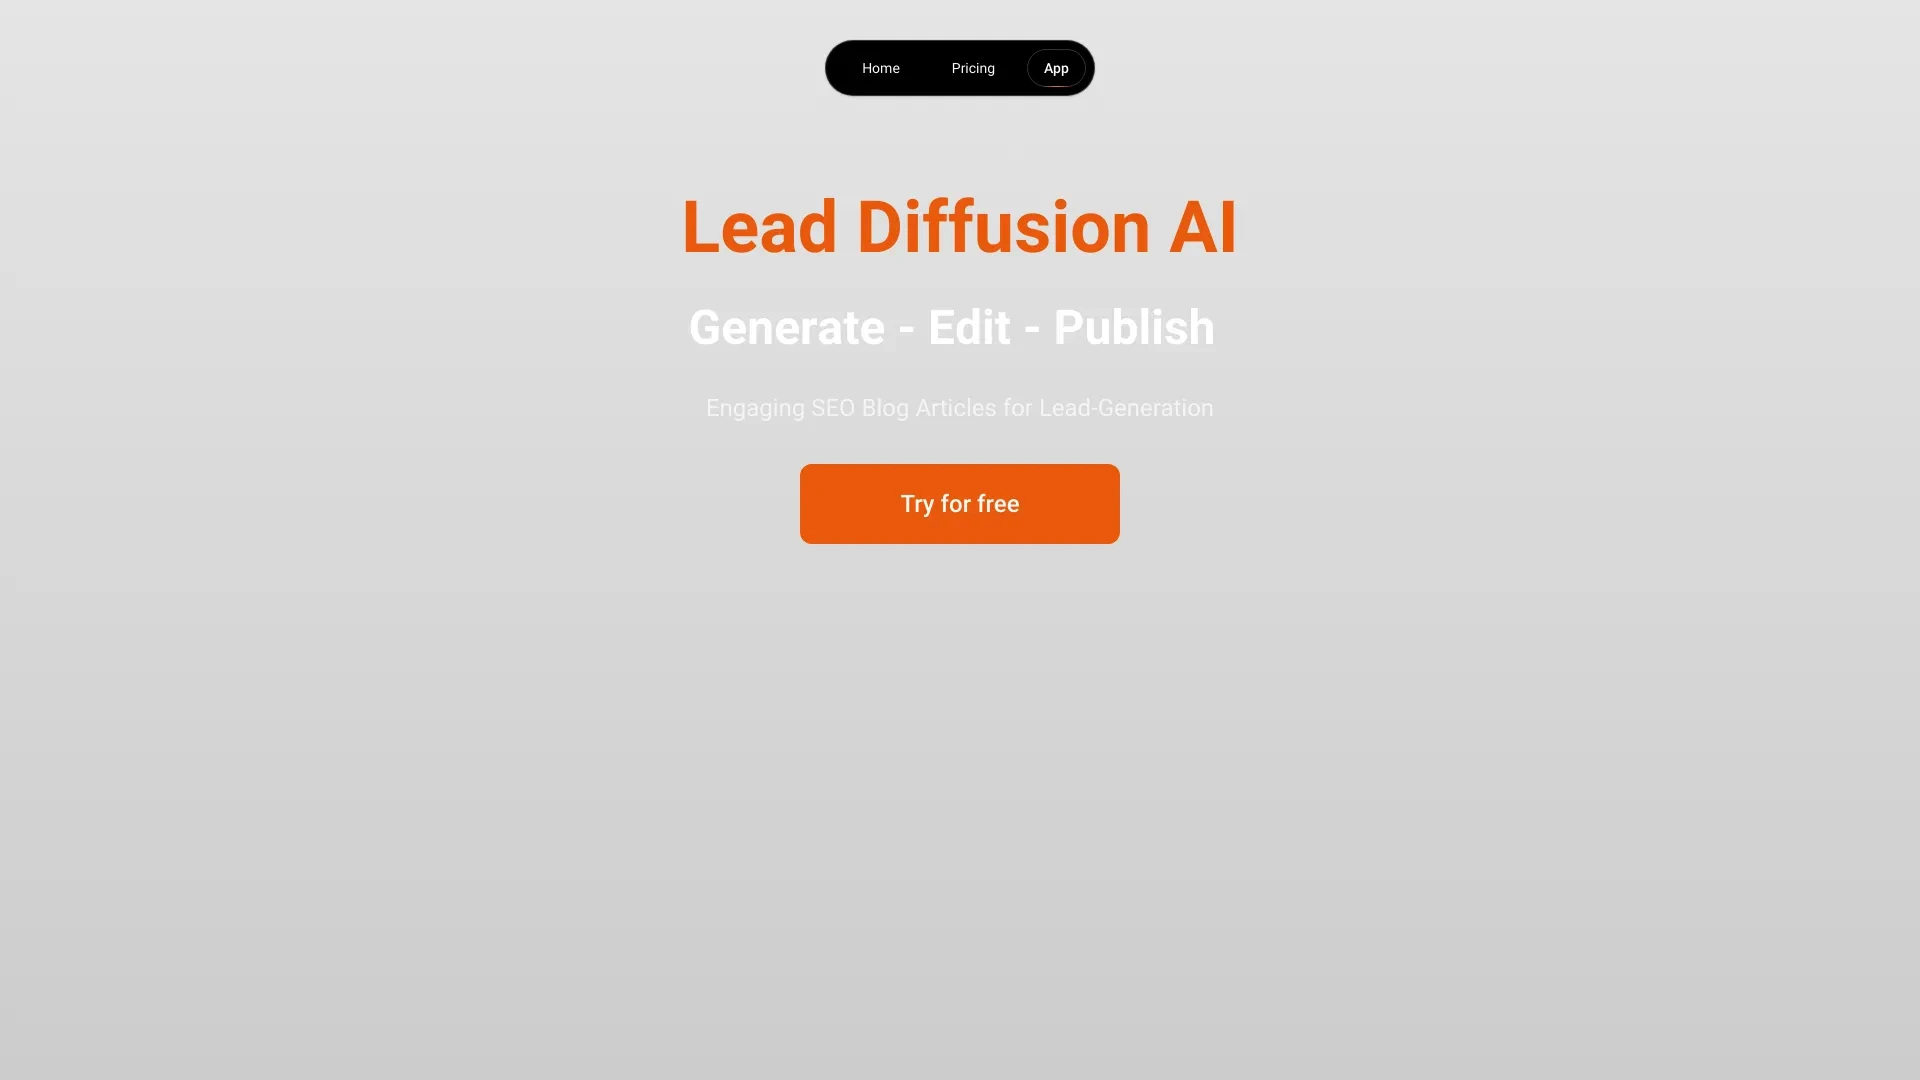 Home Pricing App
Lead Diffusion AI
Generate - Edit - Publish
Engaging SEO Blog Articles for Lead-Generation
Try for free